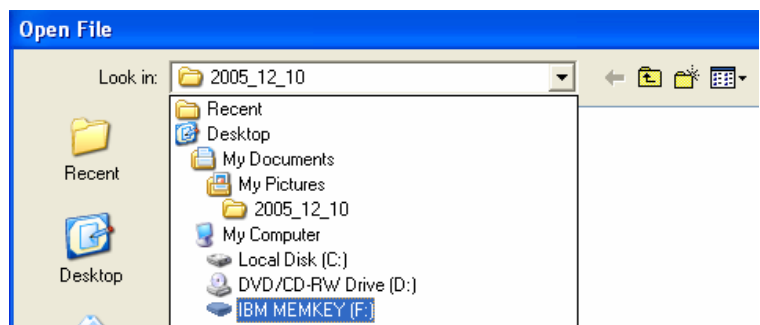 Open File
Look in: 2005_12_10
Recent
Desktop
My Documents
My Pictures
2005_12_10
My Computer
Local Disk (C:)
DVD/CD-RW Drive (D:)
IBM MEMKEY (F:)
Recent
Desktop